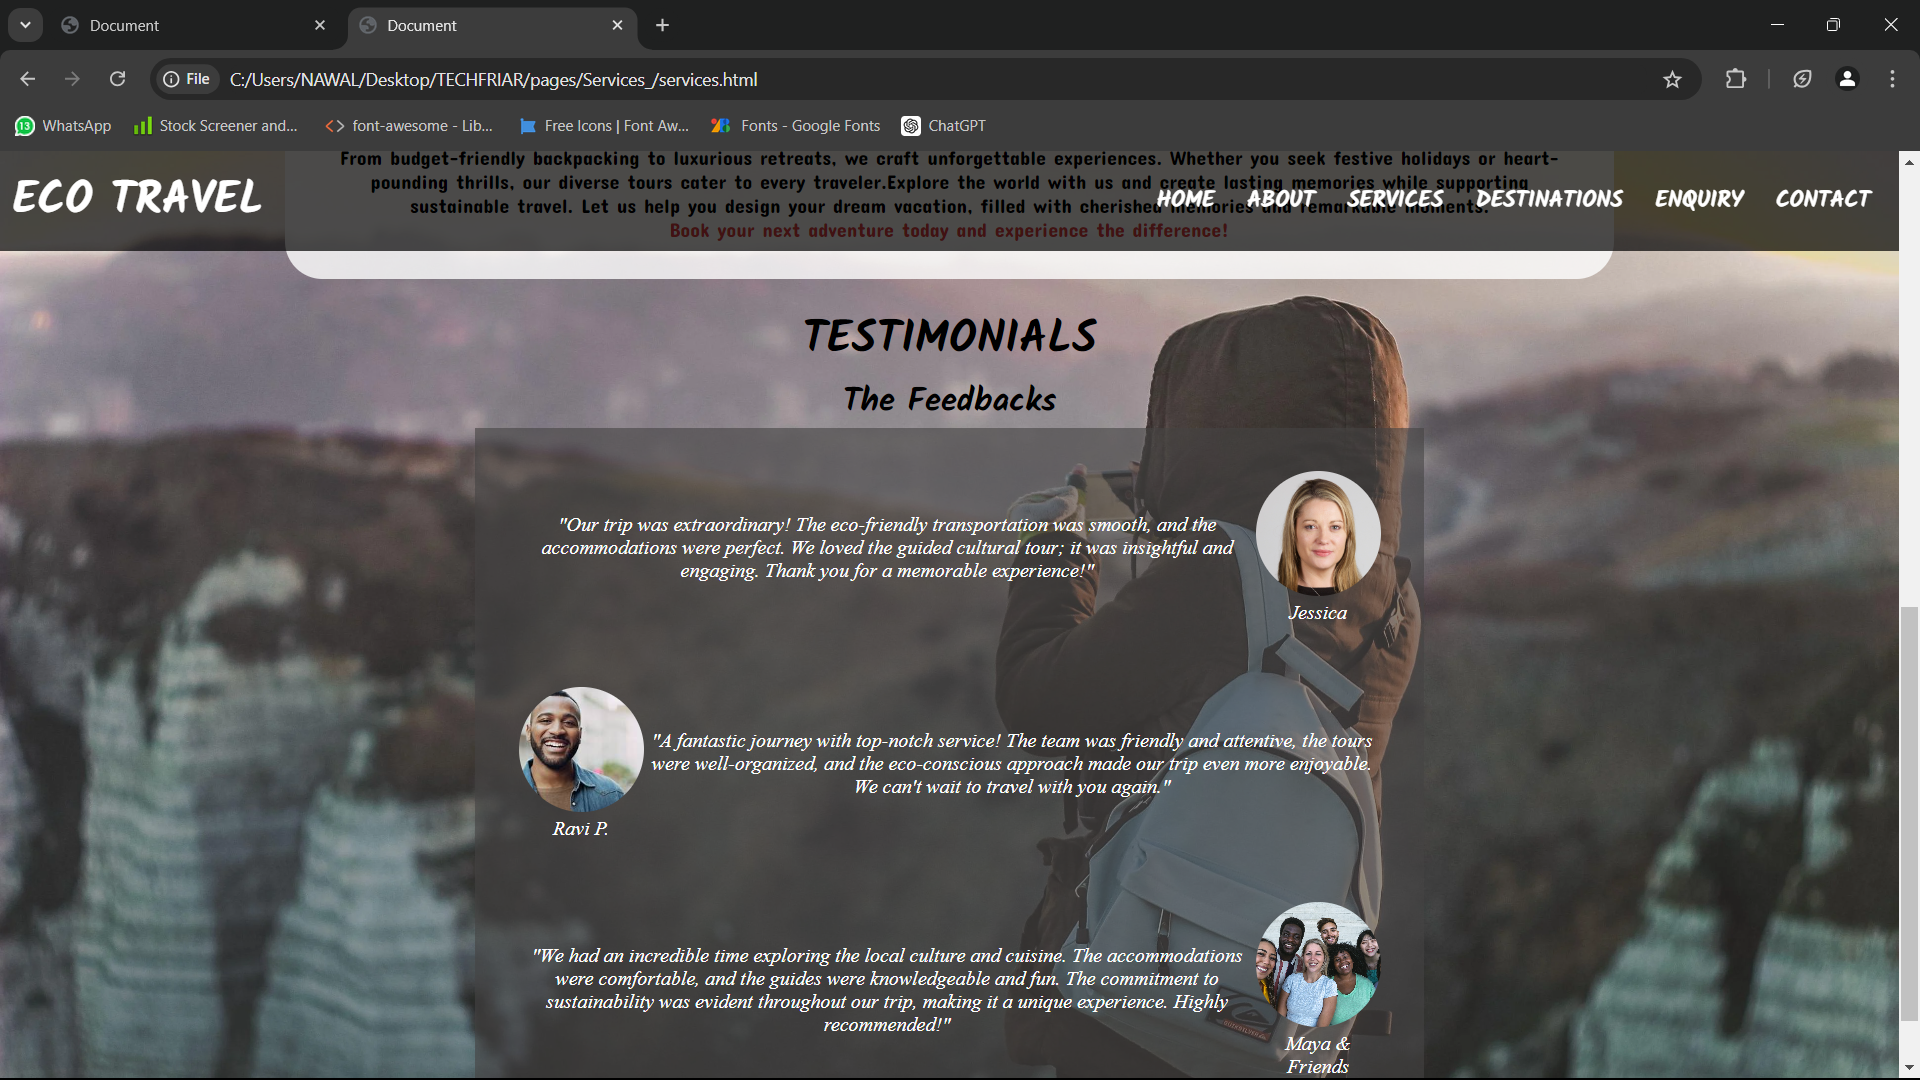 Document
Document
File
C:/Users/NAWAL/Desktop/TECHFRIAR/pages/Services_/services.html
13
WhatsApp
Stock Screener and...
font-awesome - Lib...
Free Icons | Font Aw...
Fonts - Google Fonts
ChatGPT
From budget-friendly backpacking to luxurious retreats, we craft unforgettable experiences. Whether you seek festive holidays or heart-
pounding thrills, our diverse tours cater to every traveler.Explore the world with us and create lasting memories while supporting
sustainable travel. Let us help you design your dream vacation, filled with cherished memories and remarkable moments.
Book your next adventure today and experience the difference!
ECO TRAVEL
HOME
ABOUT
SERVICES
DESTINATIONS
ENQUIRY
CONTACT
TESTIMONIALS
The Feedbacks
"Our trip was extraordinary! The eco-friendly transportation was smooth, and the
accommodations were perfect. We loved the guided cultural tour; it was insightful and
engaging. Thank you for a memorable experience!"
Jessica
"A fantastic journey with top-notch service! The team was friendly and attentive, the tours
were well-organized, and the eco-conscious approach made our trip even more enjoyable.
We can't wait to travel with you again."
Ravi P.
"We had an incredible time exploring the local culture and cuisine. The accommodations
were comfortable, and the guides were knowledgeable and fun. The commitment to
sustainability was evident throughout our trip, making it a unique experience. Highly
recommended!"
Maya &
Friends